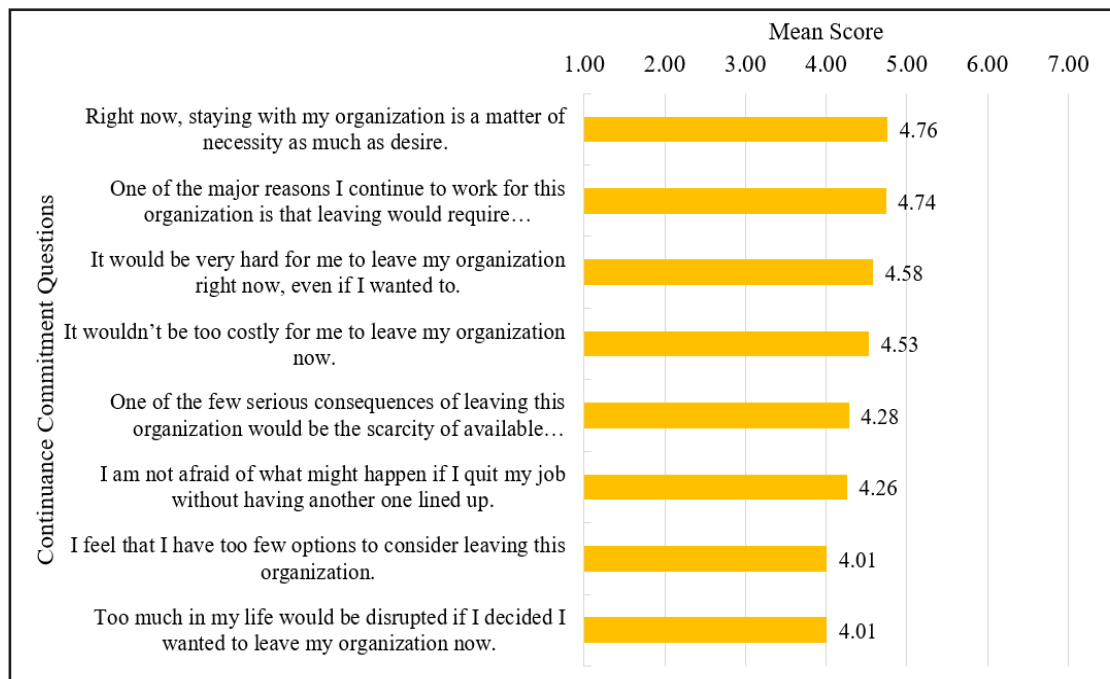 Mean Score
1.00 2.00 3.00 4.00 5.00 6.00 7.00
Continuance Commitment Questions
Right now, staying with my organization is a matter of
necessity as much as desire.
4.76
One of the major reasons I continue to work for this
organization is that leaving would require…
4.74
It would be very hard for me to leave my organization
right now, even if I wanted to.
4.58
It wouldn’t be too costly for me to leave my organization
now.
4.53
One of the few serious consequences of leaving this
organization would be the scarcity of available…
4.28
I am not afraid of what might happen if I quit my job
without having another one lined up.
4.26
I feel that I have too few options to consider leaving this
organization.
4.01
Too much in my life would be disrupted if I decided I
wanted to leave my organization now.
4.01